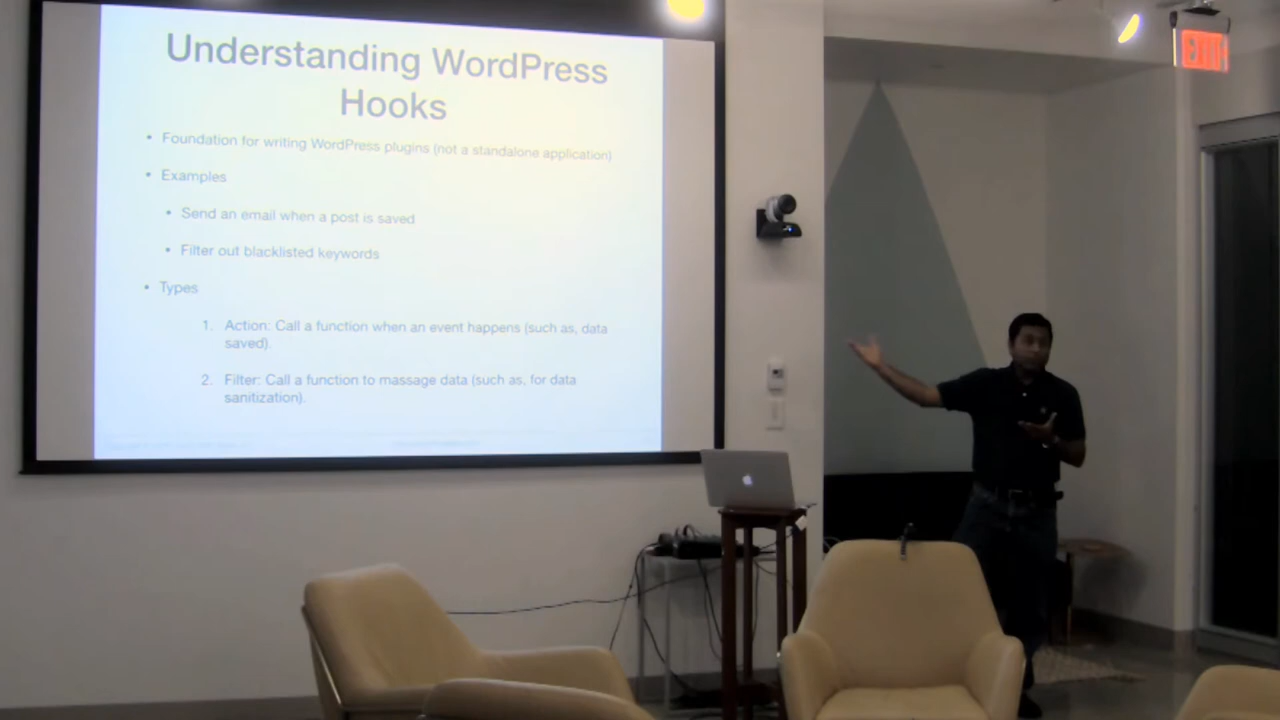 Understanding WordPress
Hooks
• Foundation for writing WordPress plugins (not a standalone application)
• Examples
• Send an email when a post is saved
• Filter out blacklisted keywords
• Types
1. Action: Call a function when an event happens (such as, data
saved).
2. Filter: Call a function to massage data (such as, for data
sanitization).
EXIT